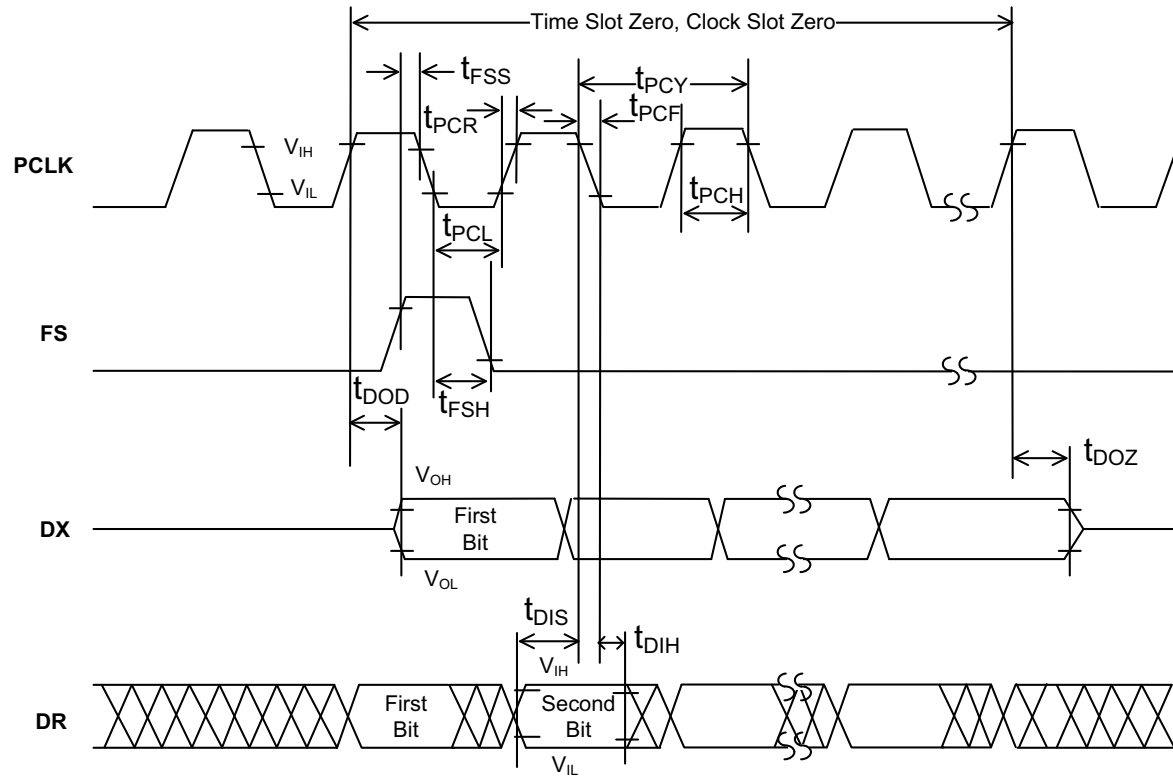 Time Slot Zero, Clock Slot Zero
tFSS
tPCY
tPCR
tPCF
PCLK
VIH
VIL
tPCH
tPCL
FS
tDOD
tFSH
tDOZ
VOH
DX
First
Bit
VOL
tDIS
tDIH
VIH
DR
First
Bit
Second
Bit
VIL